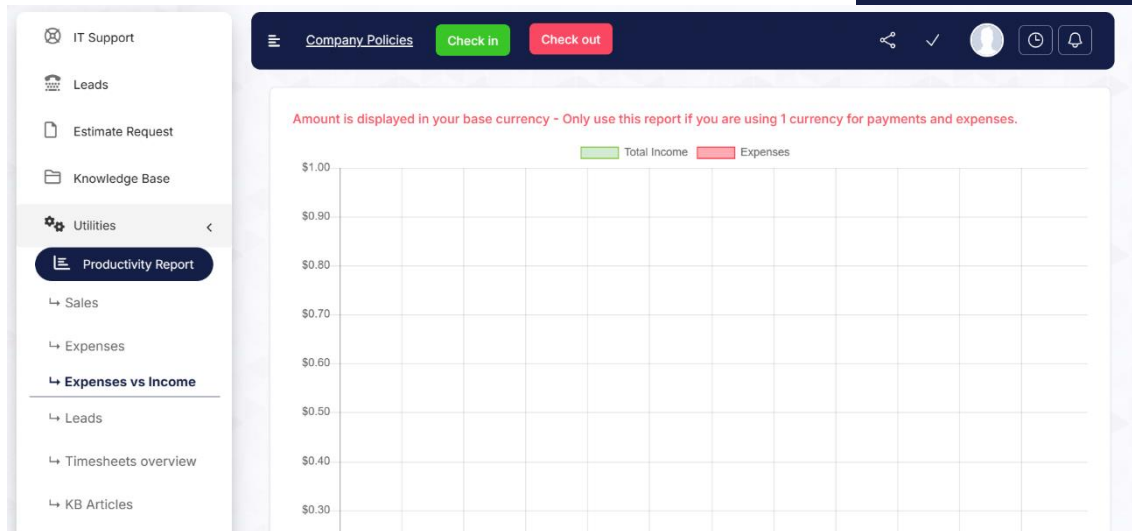 IT Support
Leads
Estimate Request
Knowledge Base
Utilities
Productivity Report
Sales
Expenses
Expenses vs Income
Leads
Timesheets overview
KB Articles
Company Policies Check in Check out
Amount is displayed in your base currency - Only use this report if you are using 1 currency for payments and expenses.
Total Income Expenses
$1.00
$0.90
$0.80
$0.70
$0.60
$0.50
$0.40
$0.30